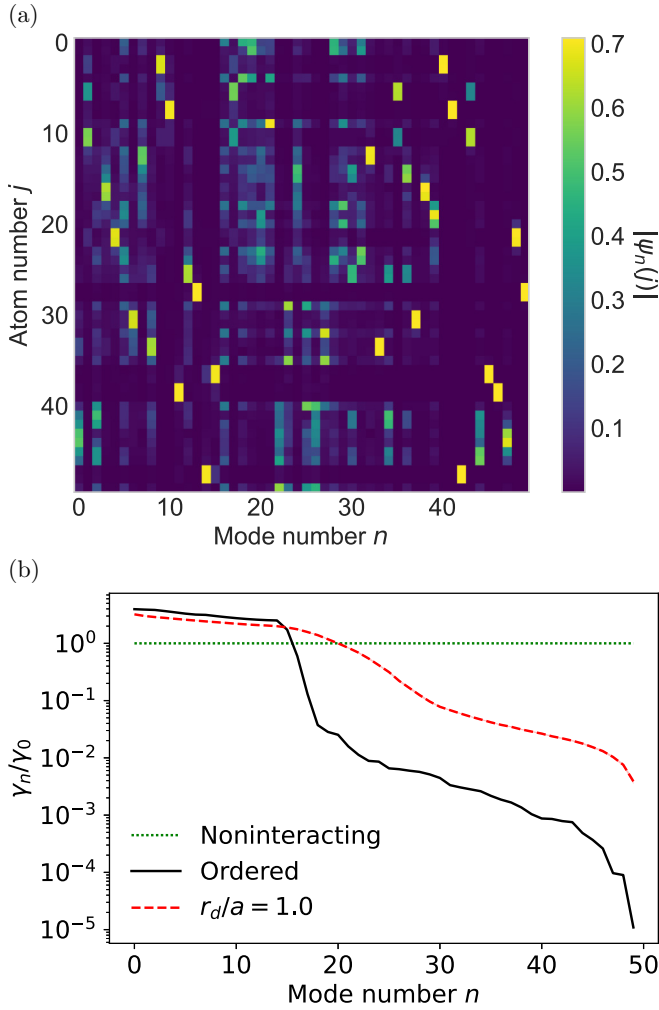 (a)
0
10
20
30
40
Atom number j
0 10 20 30 40
Mode number n
0.7
0.6
0.5
0.4
0.3
0.2
0.1
|ψₙ(j)|
(b)
10⁰
10⁻¹
10⁻²
10⁻³
10⁻⁴
10⁻⁵
γₙ/γ₀
Noninteracting
Ordered
r_d/a = 1.0
0 10 20 30 40 50
Mode number n